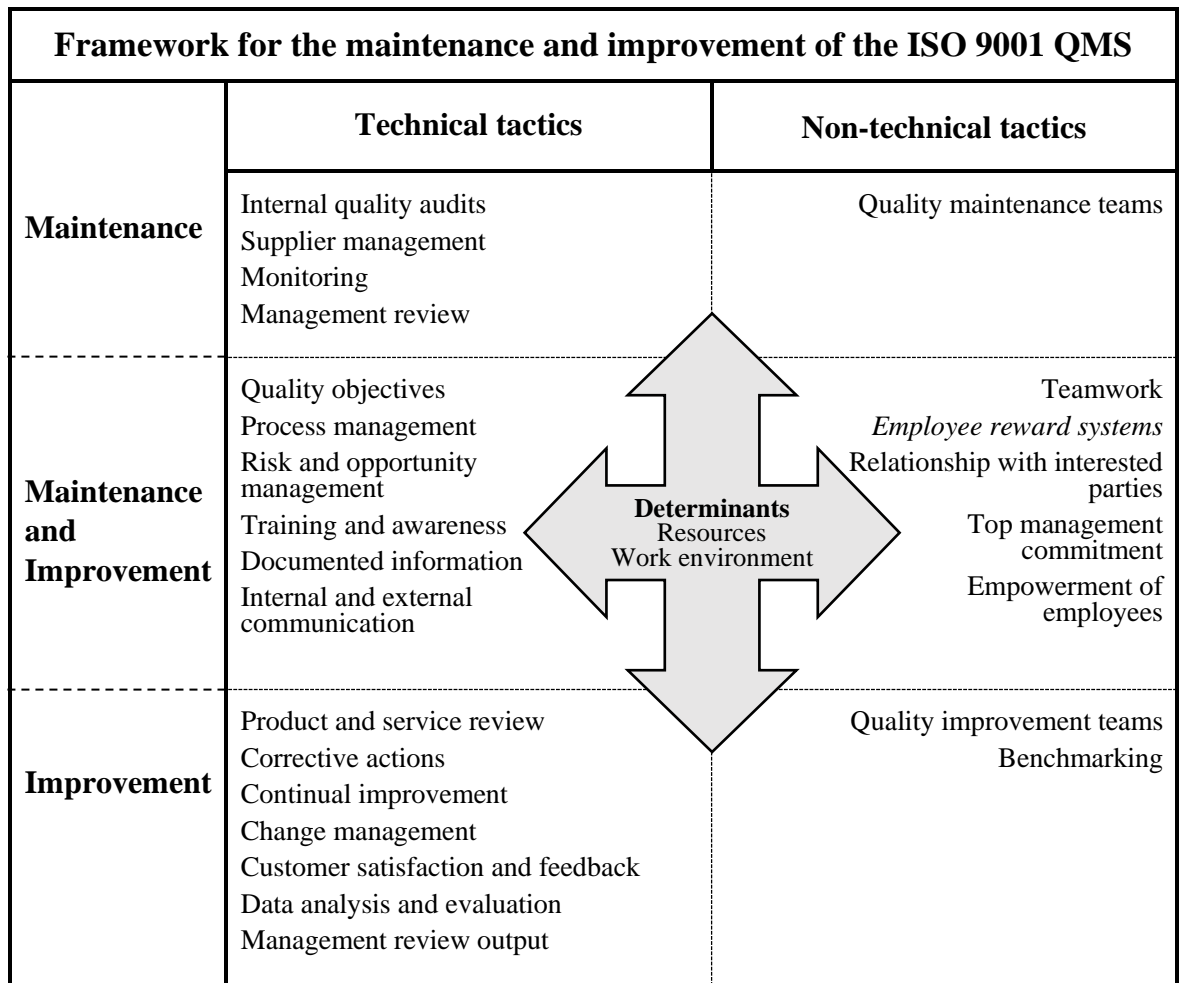 Framework for the maintenance and improvement of the ISO 9001 QMS
Technical tactics
Non-technical tactics
Maintenance
Internal quality audits
Supplier management
Monitoring
Management review
Quality maintenance teams
Maintenance
and
Improvement
Quality objectives
Process management
Risk and opportunity
management
Training and awareness
Documented information
Internal and external
communication
Determinants
Resources
Work environment
Teamwork
Employee reward systems
Relationship with interested
parties
Top management
commitment
Empowerment of
employees
Improvement
Product and service review
Corrective actions
Continual improvement
Change management
Customer satisfaction and feedback
Data analysis and evaluation
Management review output
Quality improvement teams
Benchmarking